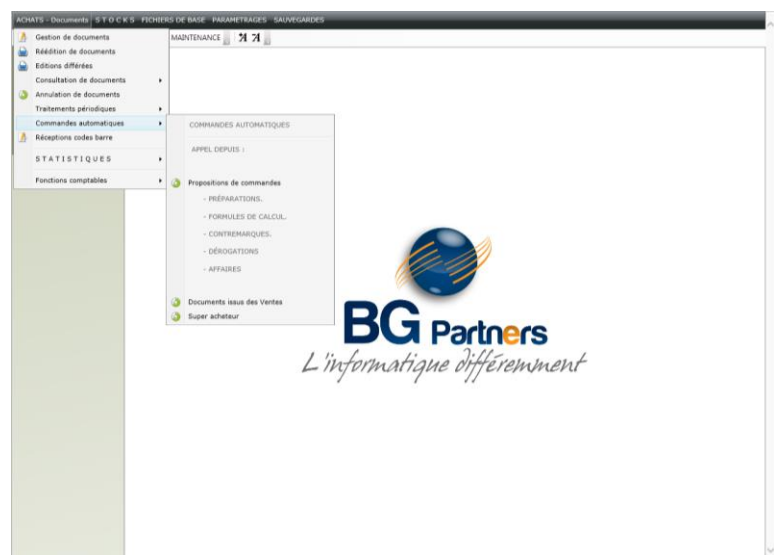 ACHATS - Documents S T O C K S FICHIERS DE BASE PARAMETRAGES SAUVEGARDES
Gestion de documents
MAINTENANCE
Réédition de documents
Editions différées
Consultation de documents
Annulation de documents
Traitements périodiques
Commandes automatiques
Réceptions codes barre
S T A T I S T I Q U E S
Fonctions comptables
COMMANDES AUTOMATIQUES
APPEL DEPUIS :
Propositions de commandes
- PRÉPARATIONS.
- FORMULES DE CALCUL.
- CONTREMARQUES.
- DÉROGATIONS
- AFFAIRES
Documents issus des Ventes
Super acheteur
BG Partners
L'informatique différemment